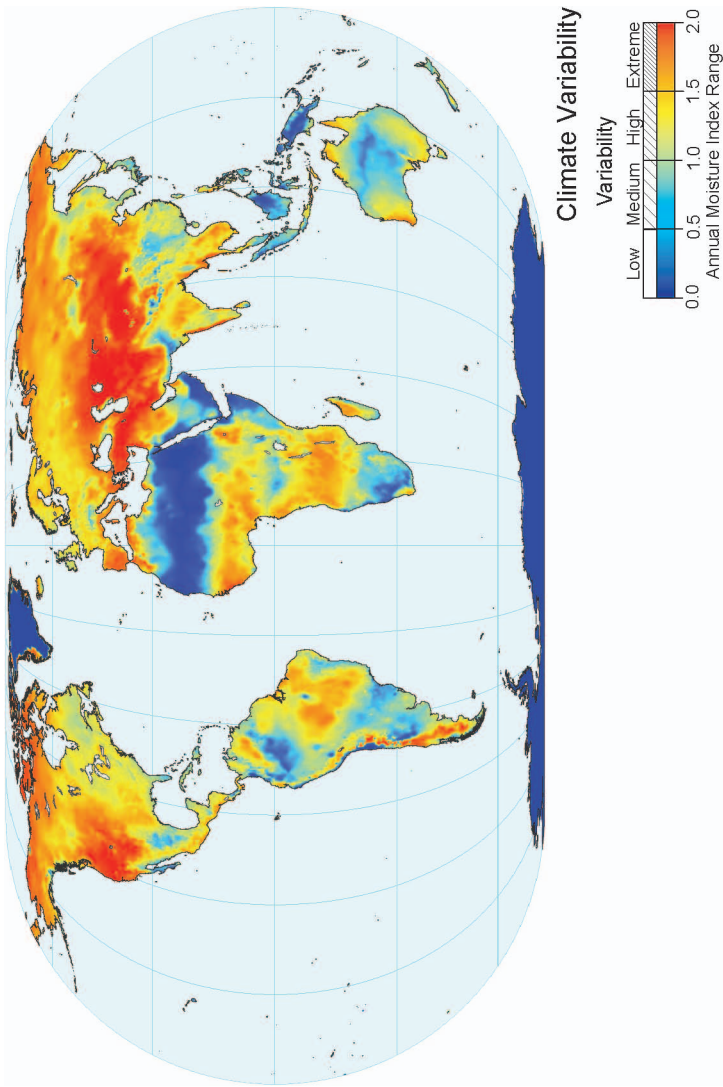 Climate Variability
Variability
Low Medium High Extreme
0.0 0.5 1.0 1.5 2.0
Annual Moisture Index Range